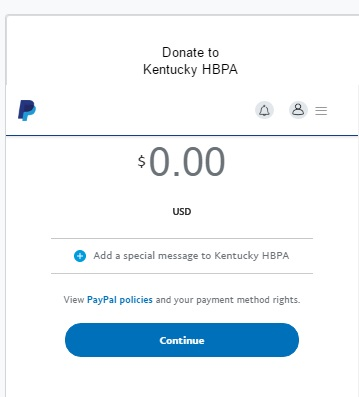 Donate to
Kentucky HBPA
$0.00
USD
Add a special message to Kentucky HBPA
View PayPal policies and your payment method rights.
Continue